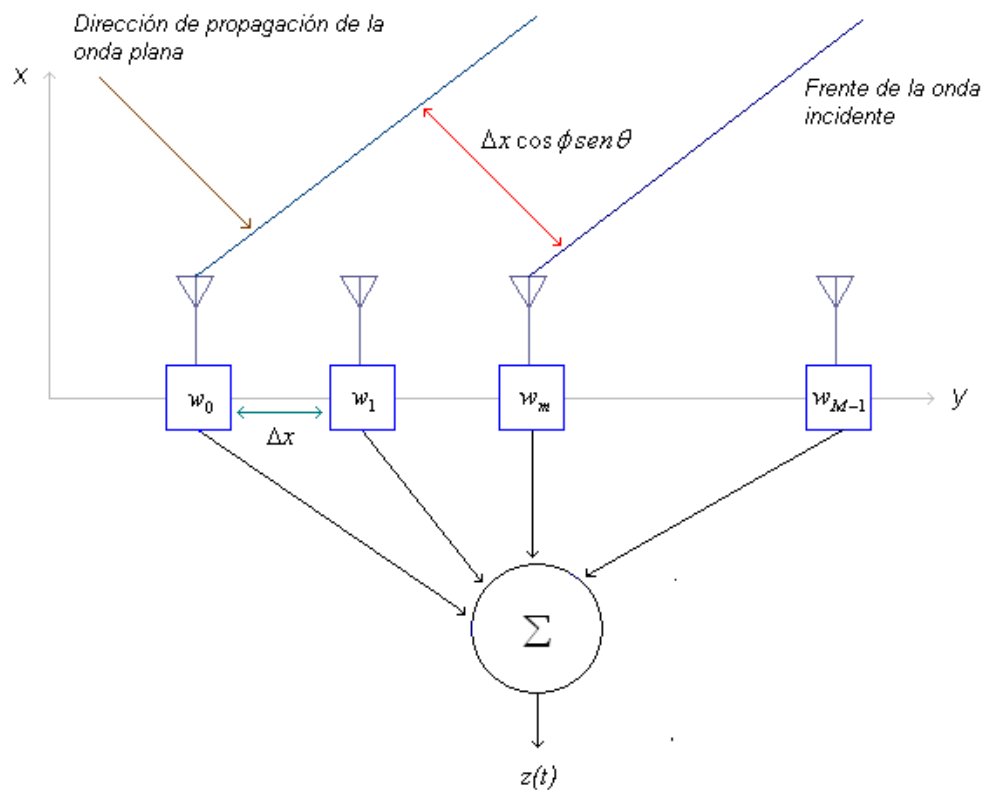 Dirección de propagación de la
onda plana
x
Frente de la onda
incidente
Δx cos ϕ sen θ
w₀
w₁
wₘ
w_{M−1}
y
Δx
Σ
z(t)